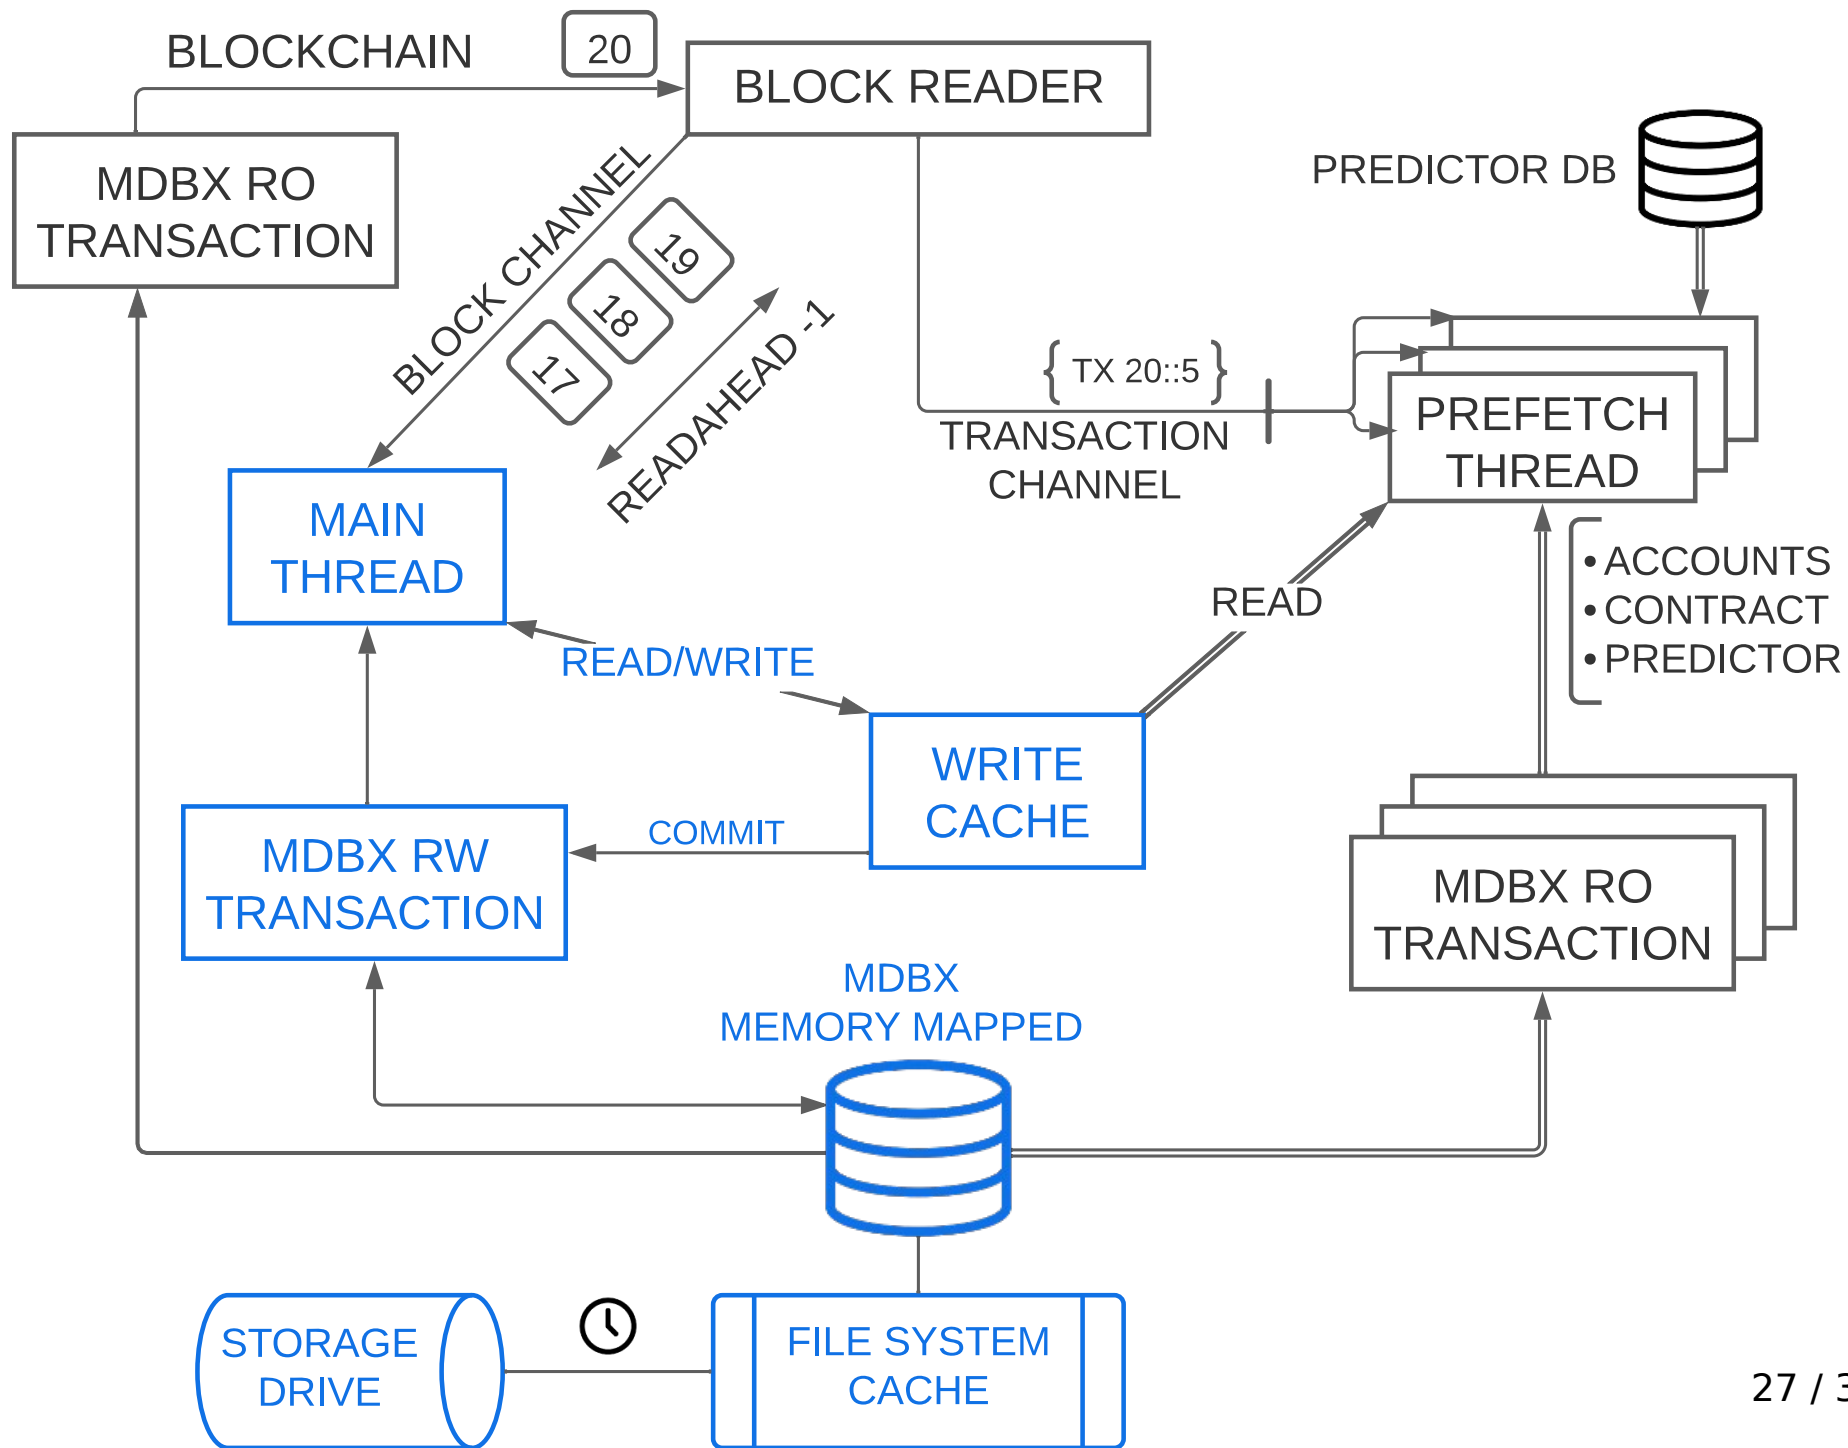 BLOCKCHAIN
20
BLOCK READER
MDBX RO
TRANSACTION
PREDICTOR DB
BLOCK CHANNEL
19
18
17
READAHEAD -1
{ TX 20::5 }
TRANSACTION
CHANNEL
PREFETCH
THREAD
MAIN
THREAD
• ACCOUNTS
• CONTRACT
• PREDICTOR
READ
READ/WRITE
WRITE
CACHE
COMMIT
MDBX RW
TRANSACTION
MDBX RO
TRANSACTION
MDBX
MEMORY MAPPED
STORAGE
DRIVE
FILE SYSTEM
CACHE
27 / 3